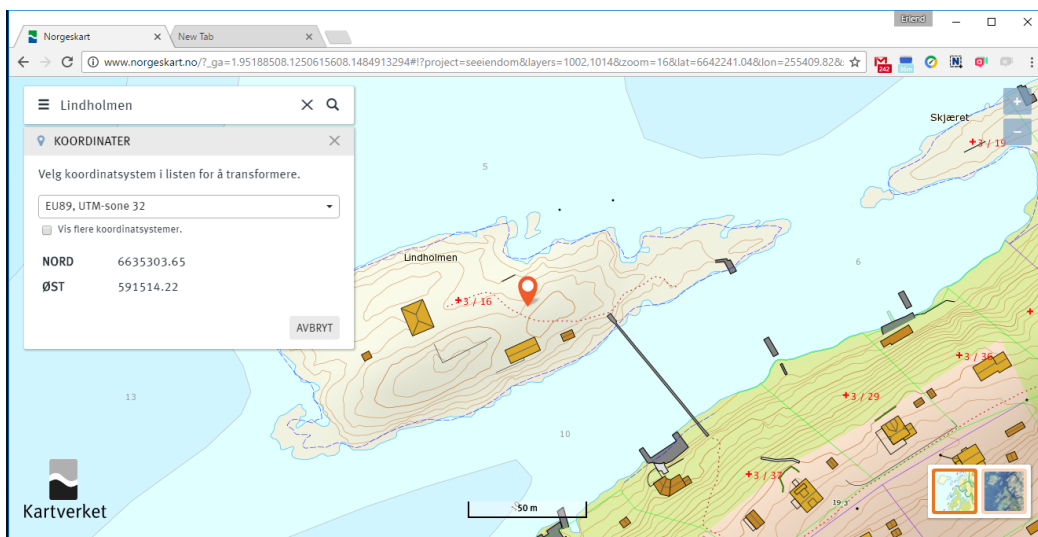 Erlend
Norgeskart
New Tab
www.norgeskart.no/?_ga=1.95188508.1250615608.1484913294#!?project=seeiendom&layers=1002,1014&zoom=16&lat=6642241.04&lon=255409.82&
242
Lindholmen
KOORDINATER
Velg koordinatsystem i listen for å transformere.
EU89, UTM-sone 32
Vis flere koordinatsystemer.
NORD 6635303.65
ØST 591514.22
AVBRYT
Skjæret
+3 / 19
5
Lindholmen
6
+3 / 16
+3 / 36
13
+3 / 29
10
+3 / 37
19.3
50 m
Kartverket